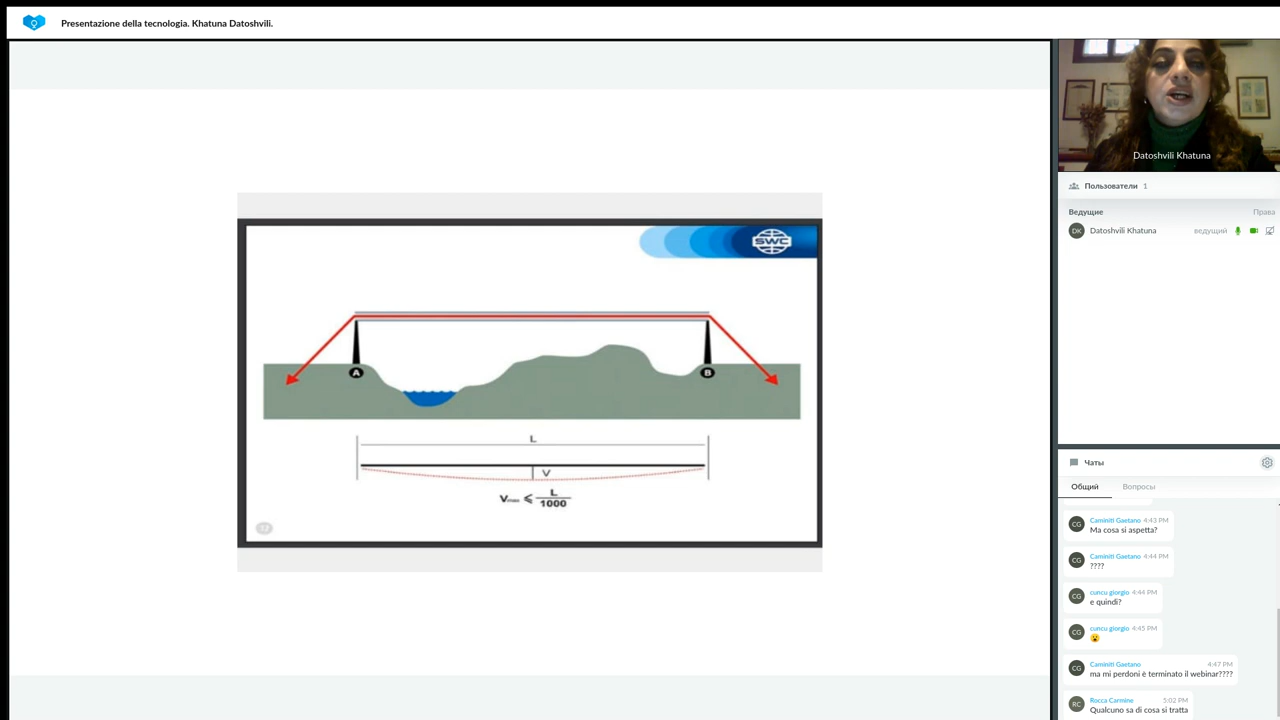 Presentazione della tecnologia. Khatuna Datoshvili.
SWC
A
B
L
V
Vmax ⩽ L
1000
Datoshvili Khatuna
Пользователи 1
Ведущие Права
DK Datoshvili Khatuna ведущий
Чаты
Общий Вопросы
CG Caminiti Gaetano 4:43 PM
Ma cosa si aspetta?
CG Caminiti Gaetano 4:44 PM
????
CG cuncu giorgio 4:44 PM
e quindi?
CG cuncu giorgio 4:45 PM
😮
CG Caminiti Gaetano 4:47 PM
ma mi perdoni è terminato il webinar????
RC Rocca Carmine 5:02 PM
Qualcuno sa di cosa si tratta